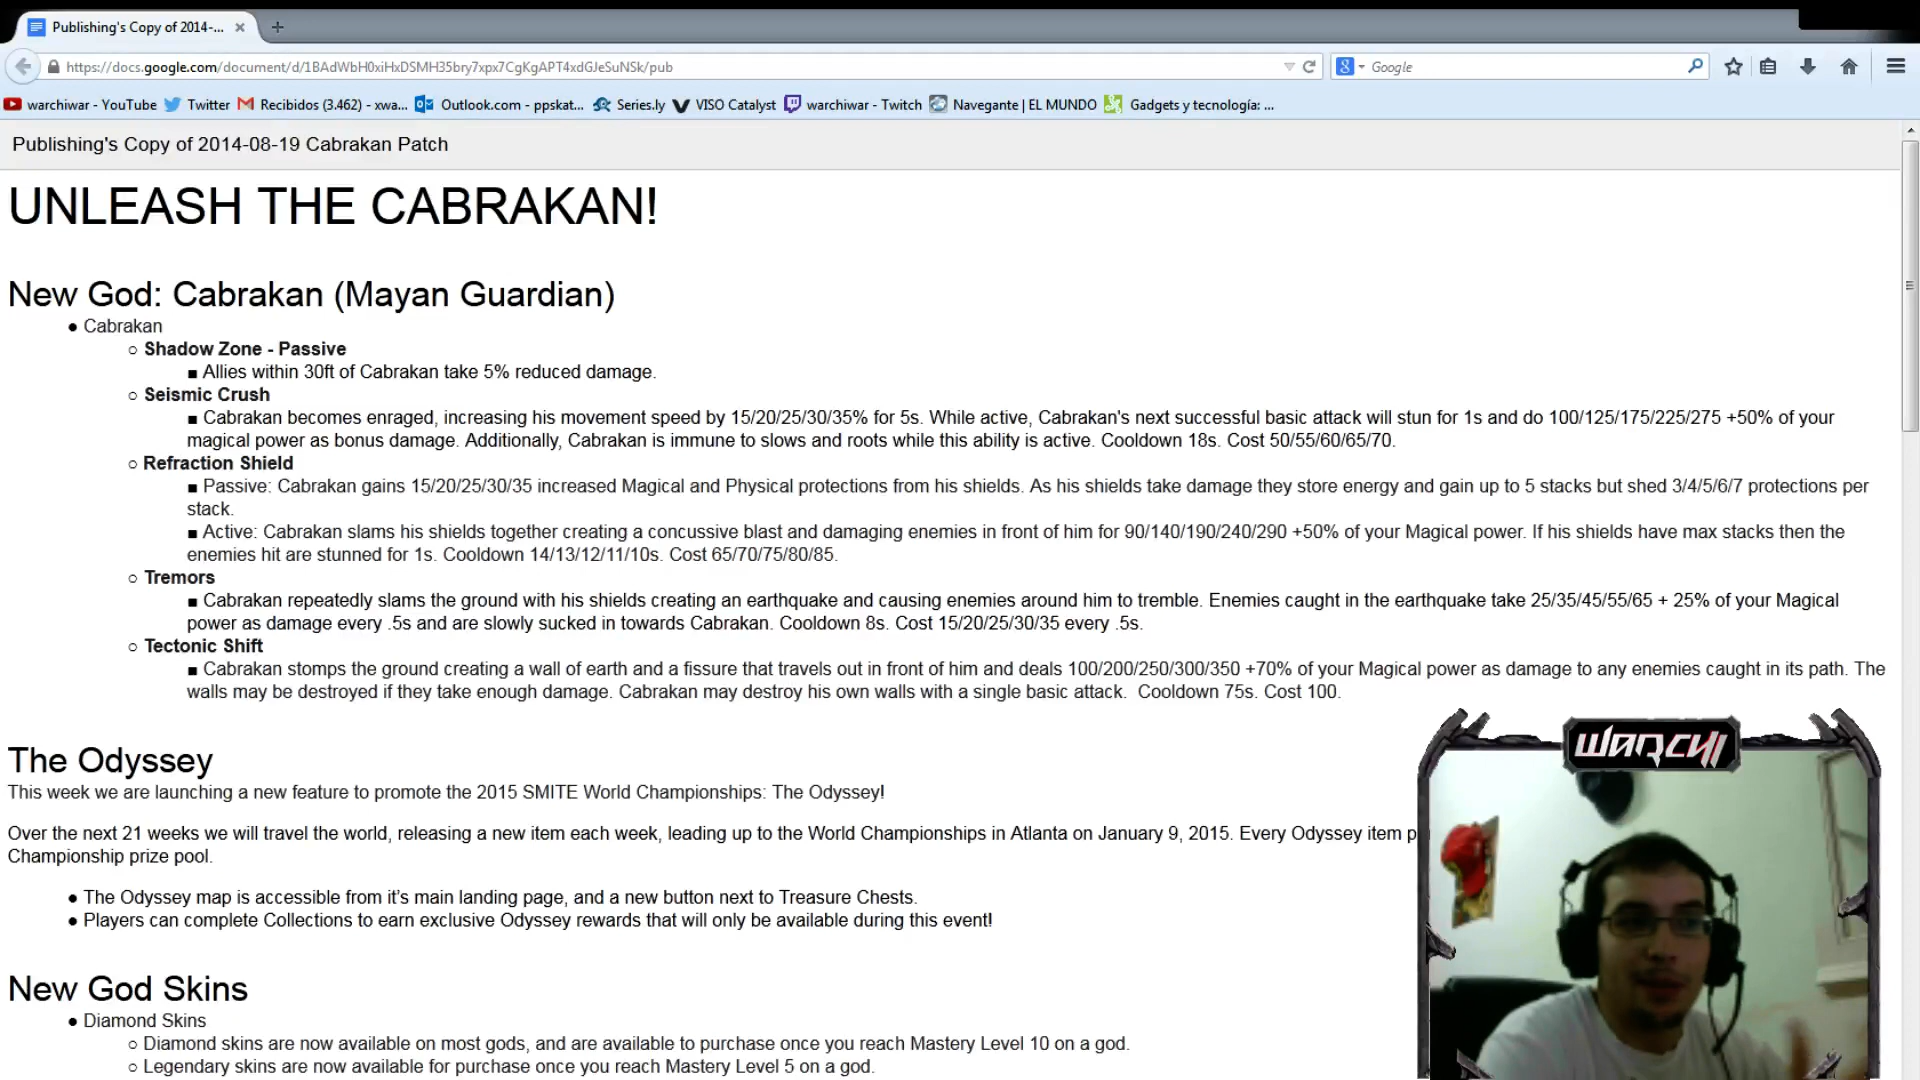 Publishing's Copy of 2014-...
https://docs.google.com/document/d/1BAdWbH0xiHxDSMH35bry7xpx7CgKgAPT4xdGJeSuNSk/pub
Google
warchiwar - YouTube Twitter Recibidos (3.462) - xwa... Outlook.com - ppskat... Series.ly VISO Catalyst warchiwar - Twitch Navegante | EL MUNDO Gadgets y tecnología: ...
Publishing's Copy of 2014-08-19 Cabrakan Patch
UNLEASH THE CABRAKAN!
New God: Cabrakan (Mayan Guardian)
● Cabrakan
○ Shadow Zone - Passive
■ Allies within 30ft of Cabrakan take 5% reduced damage.
○ Seismic Crush
■ Cabrakan becomes enraged, increasing his movement speed by 15/20/25/30/35% for 5s. While active, Cabrakan's next successful basic attack will stun for 1s and do 100/125/175/225/275 +50% of your
magical power as bonus damage. Additionally, Cabrakan is immune to slows and roots while this ability is active. Cooldown 18s. Cost 50/55/60/65/70.
○ Refraction Shield
■ Passive: Cabrakan gains 15/20/25/30/35 increased Magical and Physical protections from his shields. As his shields take damage they store energy and gain up to 5 stacks but shed 3/4/5/6/7 protections per
stack.
■ Active: Cabrakan slams his shields together creating a concussive blast and damaging enemies in front of him for 90/140/190/240/290 +50% of your Magical power. If his shields have max stacks then the
enemies hit are stunned for 1s. Cooldown 14/13/12/11/10s. Cost 65/70/75/80/85.
○ Tremors
■ Cabrakan repeatedly slams the ground with his shields creating an earthquake and causing enemies around him to tremble. Enemies caught in the earthquake take 25/35/45/55/65 + 25% of your Magical
power as damage every .5s and are slowly sucked in towards Cabrakan. Cooldown 8s. Cost 15/20/25/30/35 every .5s.
○ Tectonic Shift
■ Cabrakan stomps the ground creating a wall of earth and a fissure that travels out in front of him and deals 100/200/250/300/350 +70% of your Magical power as damage to any enemies caught in its path. The
walls may be destroyed if they take enough damage. Cabrakan may destroy his own walls with a single basic attack. Cooldown 75s. Cost 100.
WARCHI
The Odyssey
This week we are launching a new feature to promote the 2015 SMITE World Championships: The Odyssey!
Over the next 21 weeks we will travel the world, releasing a new item each week, leading up to the World Championships in Atlanta on January 9, 2015. Every Odyssey item p
Championship prize pool.
● The Odyssey map is accessible from it's main landing page, and a new button next to Treasure Chests.
● Players can complete Collections to earn exclusive Odyssey rewards that will only be available during this event!
New God Skins
● Diamond Skins
○ Diamond skins are now available on most gods, and are available to purchase once you reach Mastery Level 10 on a god.
○ Legendary skins are now available for purchase once you reach Mastery Level 5 on a god.